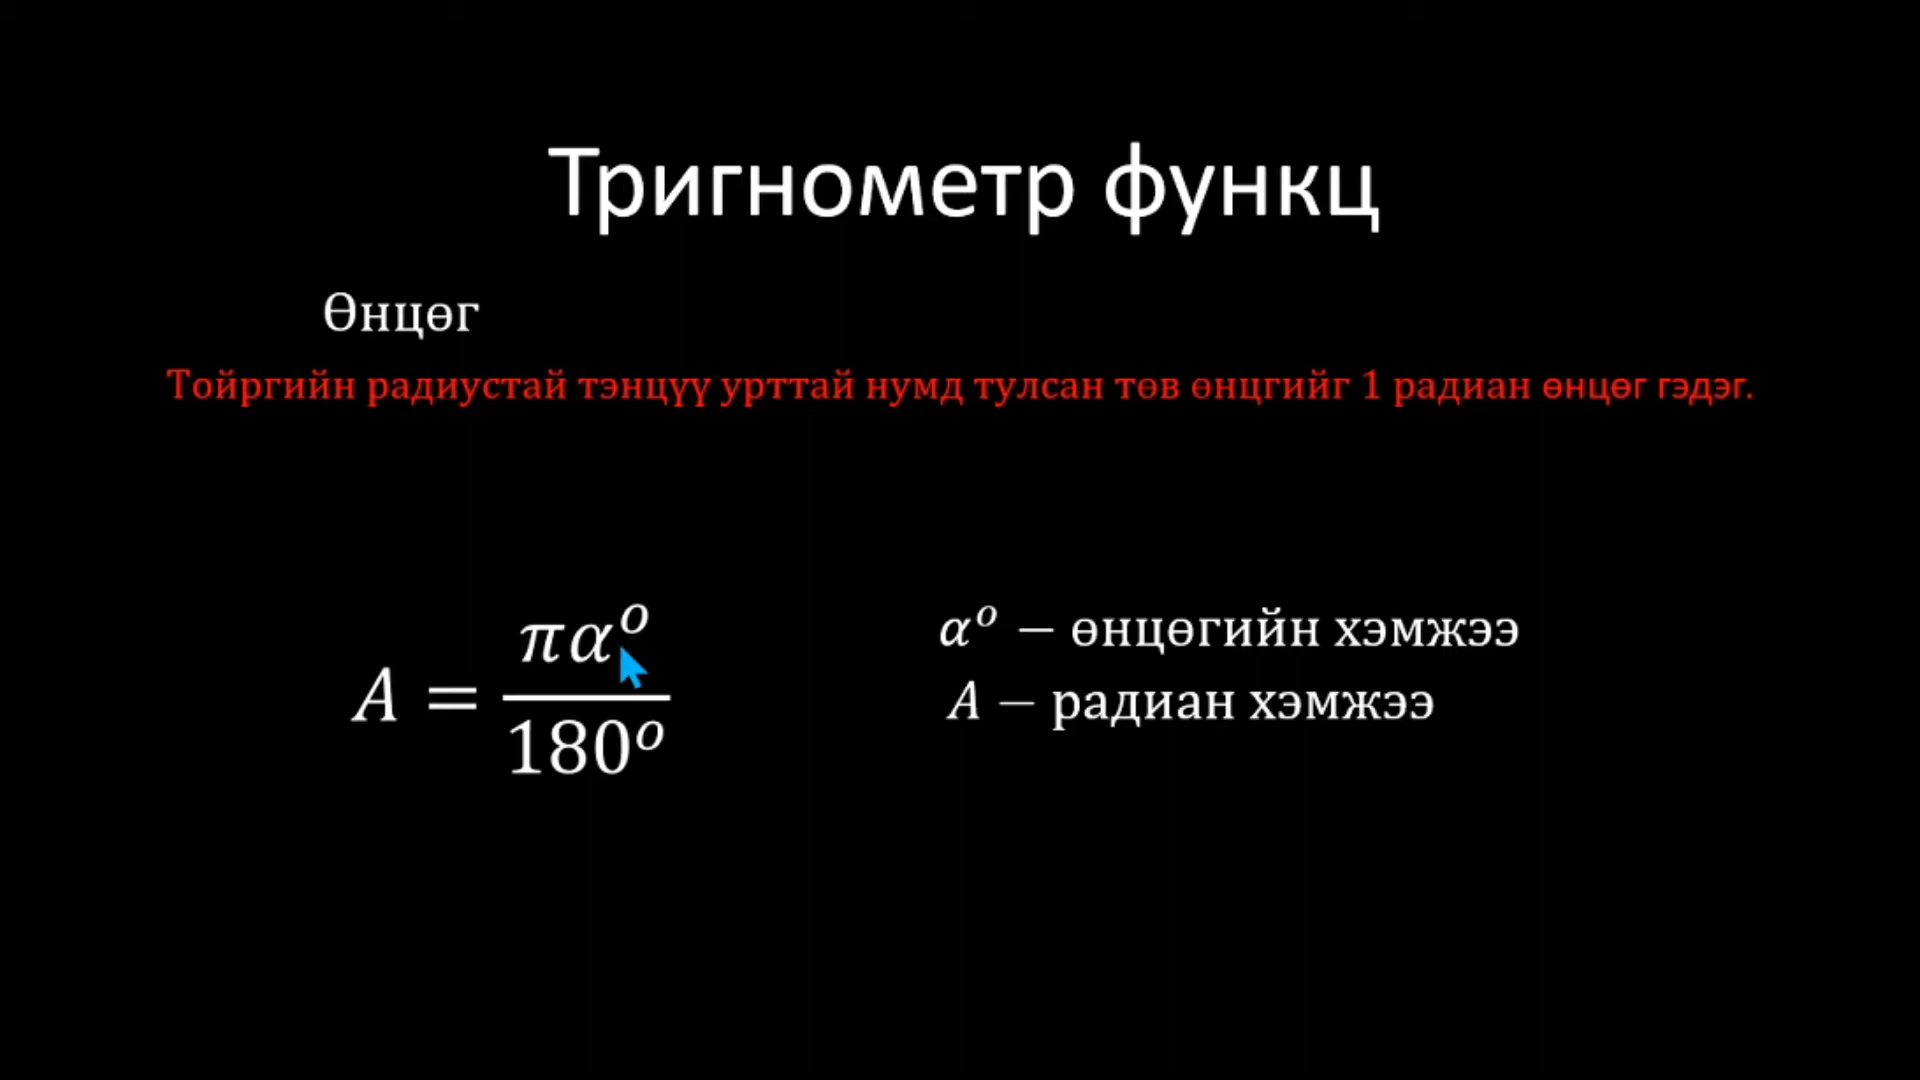 Тригнометр функц
Өнцөг
Тойргийн радиустай тэнцүү урттай нумд тулсан төв өнцгийг 1 радиан өнцөг гэдэг.
A = πα° / 180°
α° – өнцөгийн хэмжээ
A – радиан хэмжээ